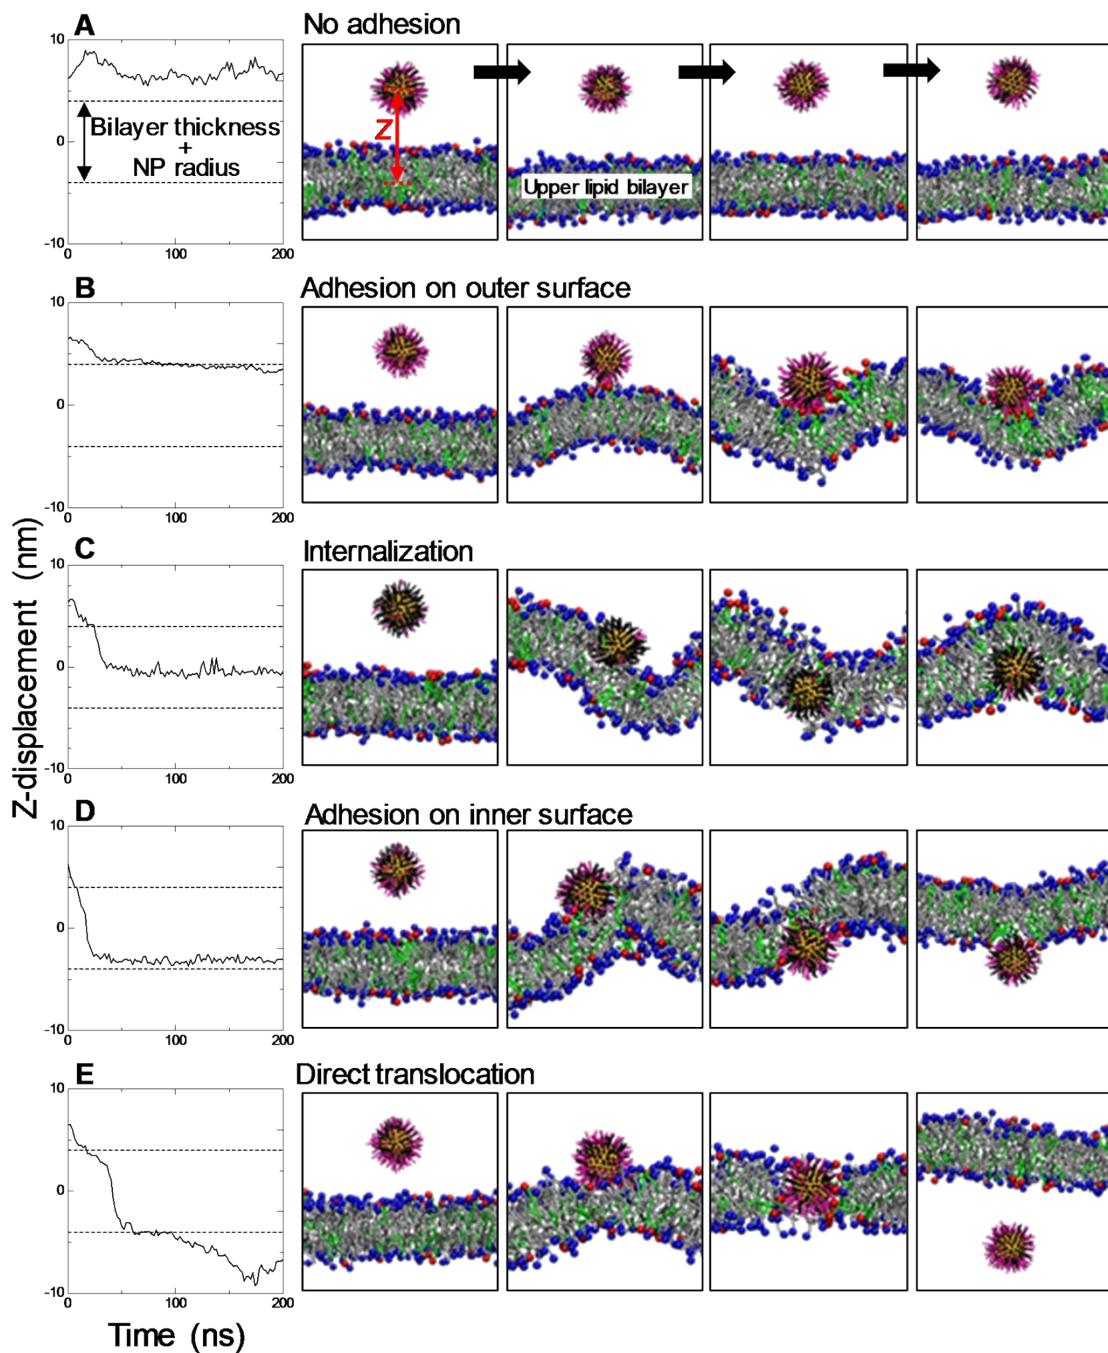 A
No adhesion
10
Bilayer thickness
+
NP radius
0
-10
0
100
200
Z
Upper lipid bilayer
B
Adhesion on outer surface
10
0
-10
0
100
200
C
Internalization
10
0
-10
0
100
200
D
Adhesion on inner surface
10
0
-10
0
100
200
E
Direct translocation
10
0
-10
0
100
200
Z-displacement (nm)
Time (ns)